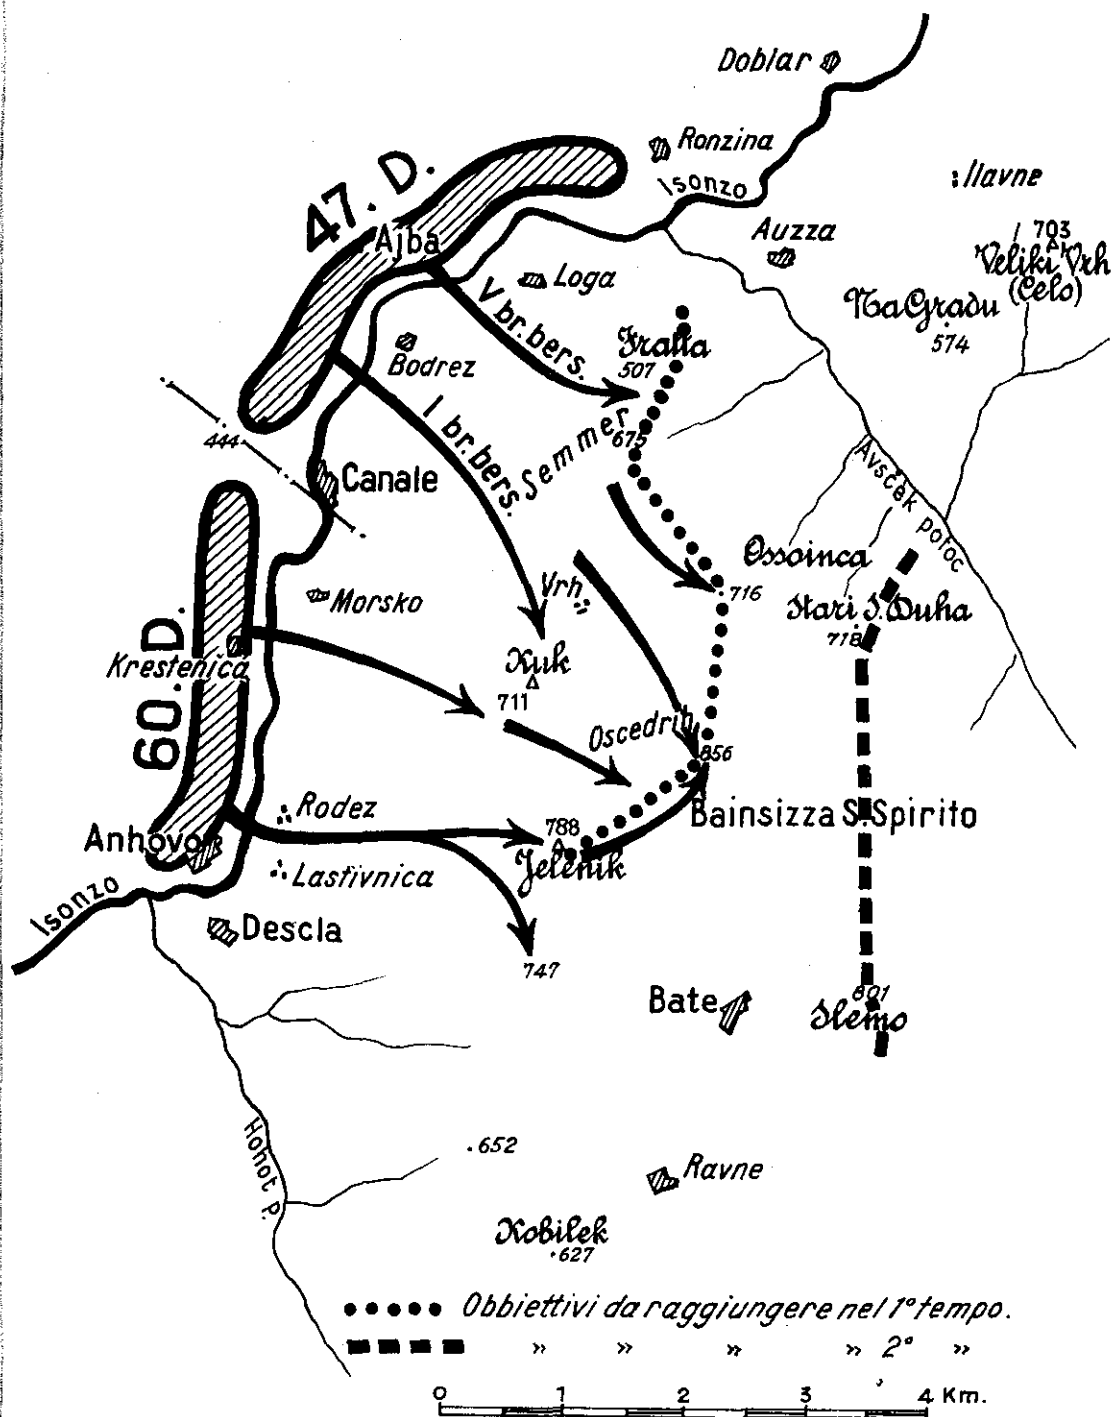 Doblar
Ronzina
Isonzo
Ilavne
47. D.
Ajba
Auzza
703
Veliki Vrh
(Čelo)
Loga
V br. bers.
Na Gradu
574
Fratta
507
Bodrez
I br. bers.
Semmer
675
444
Canale
Avsček potoc
Ossoinca
Vrh
716
Stari S. Duha
718
Morsko
60. D.
Krestenica
Kuk
711
Oscedrih
856
Bainsizza S. Spirito
Rodez
788
Jelenik
Anhovo
Lastivnica
Isonzo
Descla
747
Bate
801
Slemo
Hohot P.
652
Ravne
Kobilek
627
Obbiettivi da raggiungere nel 1° tempo.
» » » » 2° »
0 1 2 3 4 Km.